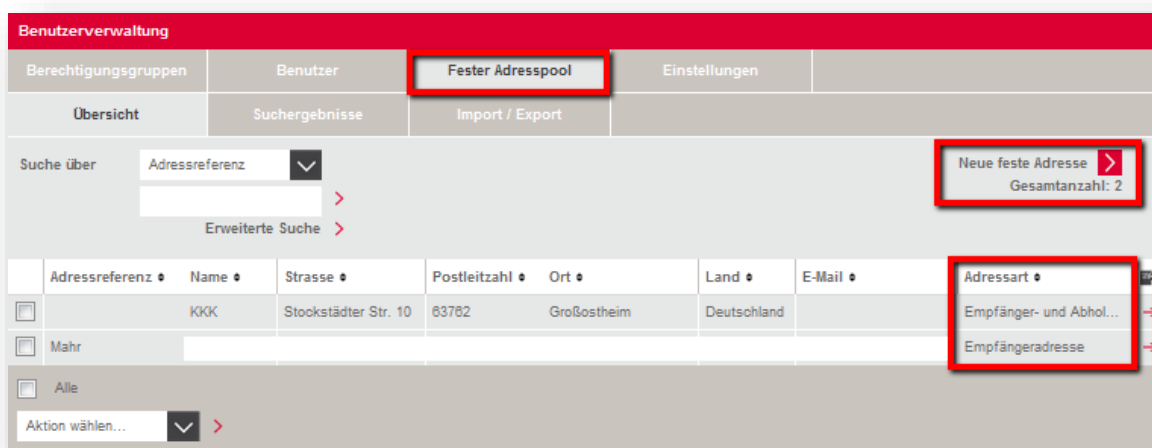 Benutzerverwaltung
Berechtigungsgruppen Benutzer Fester Adresspool Einstellungen
Übersicht Suchergebnisse Import / Export
Suche über Adressreferenz Neue feste Adresse
Gesamtanzahl: 2
Erweiterte Suche
Adressreferenz Name Strasse Postleitzahl Ort Land E-Mail Adressart
KKK Stockstädter Str. 10 63762 Großostheim Deutschland Empfänger- und Abhol...
Mahr Empfängeradresse
Alle
Aktion wählen...